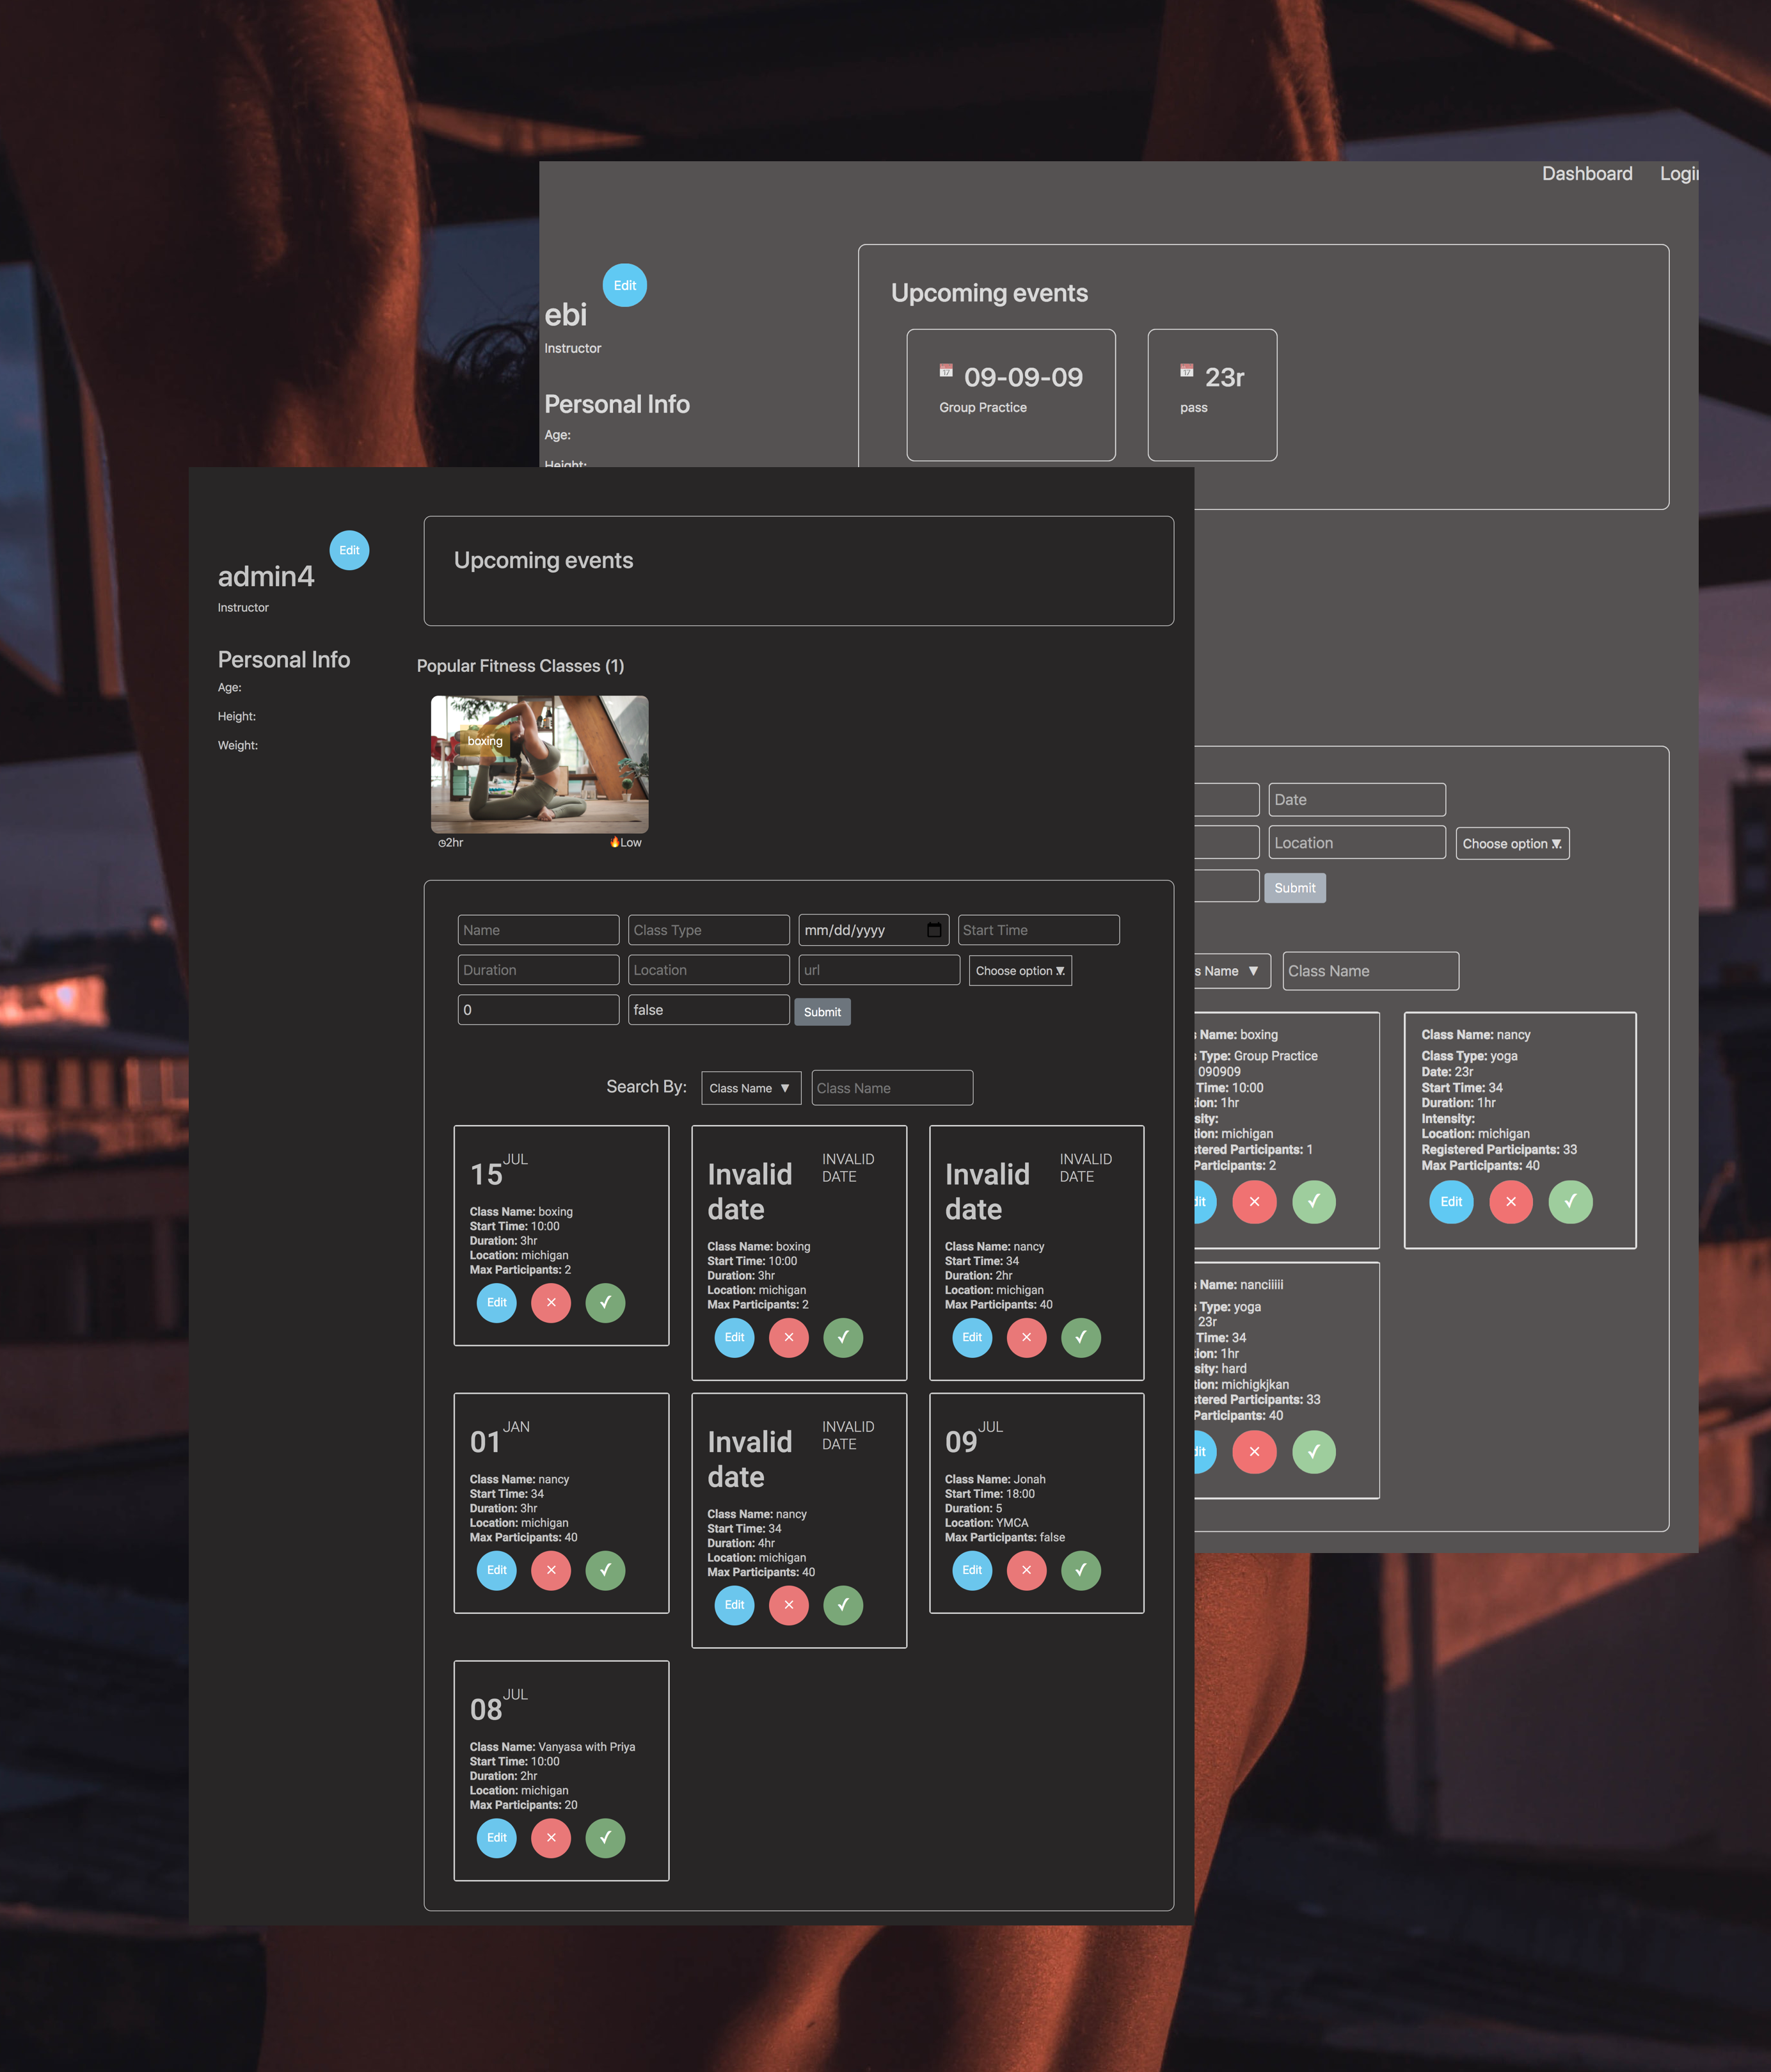 Dashboard Login
Edit
ebi
Instructor
Personal Info
Age:
Height:
Upcoming events
17 09-09-09
Group Practice
17 23r
pass
Edit
admin4
Instructor
Personal Info
Age:
Height:
Weight:
Upcoming events
Popular Fitness Classes (1)
boxing
2hr
Low
Name Class Type mm/dd/yyyy Start Time
Duration Location url Choose option
0 false Submit
Search By: Class Name Class Name
15 JUL
Class Name: boxing
Start Time: 10:00
Duration: 3hr
Location: michigan
Max Participants: 2
Edit × ✓
Invalid
date
INVALID
DATE
Class Name: boxing
Start Time: 10:00
Duration: 3hr
Location: michigan
Max Participants: 2
Edit × ✓
Invalid
date
INVALID
DATE
Class Name: nancy
Start Time: 34
Duration: 2hr
Location: michigan
Max Participants: 40
Edit × ✓
01 JAN
Class Name: nancy
Start Time: 34
Duration: 3hr
Location: michigan
Max Participants: 40
Edit × ✓
Invalid
date
INVALID
DATE
Class Name: nancy
Start Time: 34
Duration: 4hr
Location: michigan
Max Participants: 40
Edit × ✓
09 JUL
Class Name: Jonah
Start Time: 18:00
Duration: 5
Location: YMCA
Max Participants: false
Edit × ✓
08 JUL
Class Name: Vanyasa with Priya
Start Time: 10:00
Duration: 2hr
Location: michigan
Max Participants: 20
Edit × ✓
Date
Location Choose option
Submit
s Name Class Name
Name: boxing
Type: Group Practice
090909
Time: 10:00
ion: 1hr
sity:
tion: michigan
stered Participants: 1
Participants: 2
dit × ✓
Class Name: nancy
Class Type: yoga
Date: 23r
Start Time: 34
Duration: 1hr
Intensity:
Location: michigan
Registered Participants: 33
Max Participants: 40
Edit × ✓
Name: nanciiiii
Type: yoga
23r
Time: 34
ion: 1hr
sity: hard
tion: michigkjkan
stered Participants: 33
Participants: 40
dit × ✓